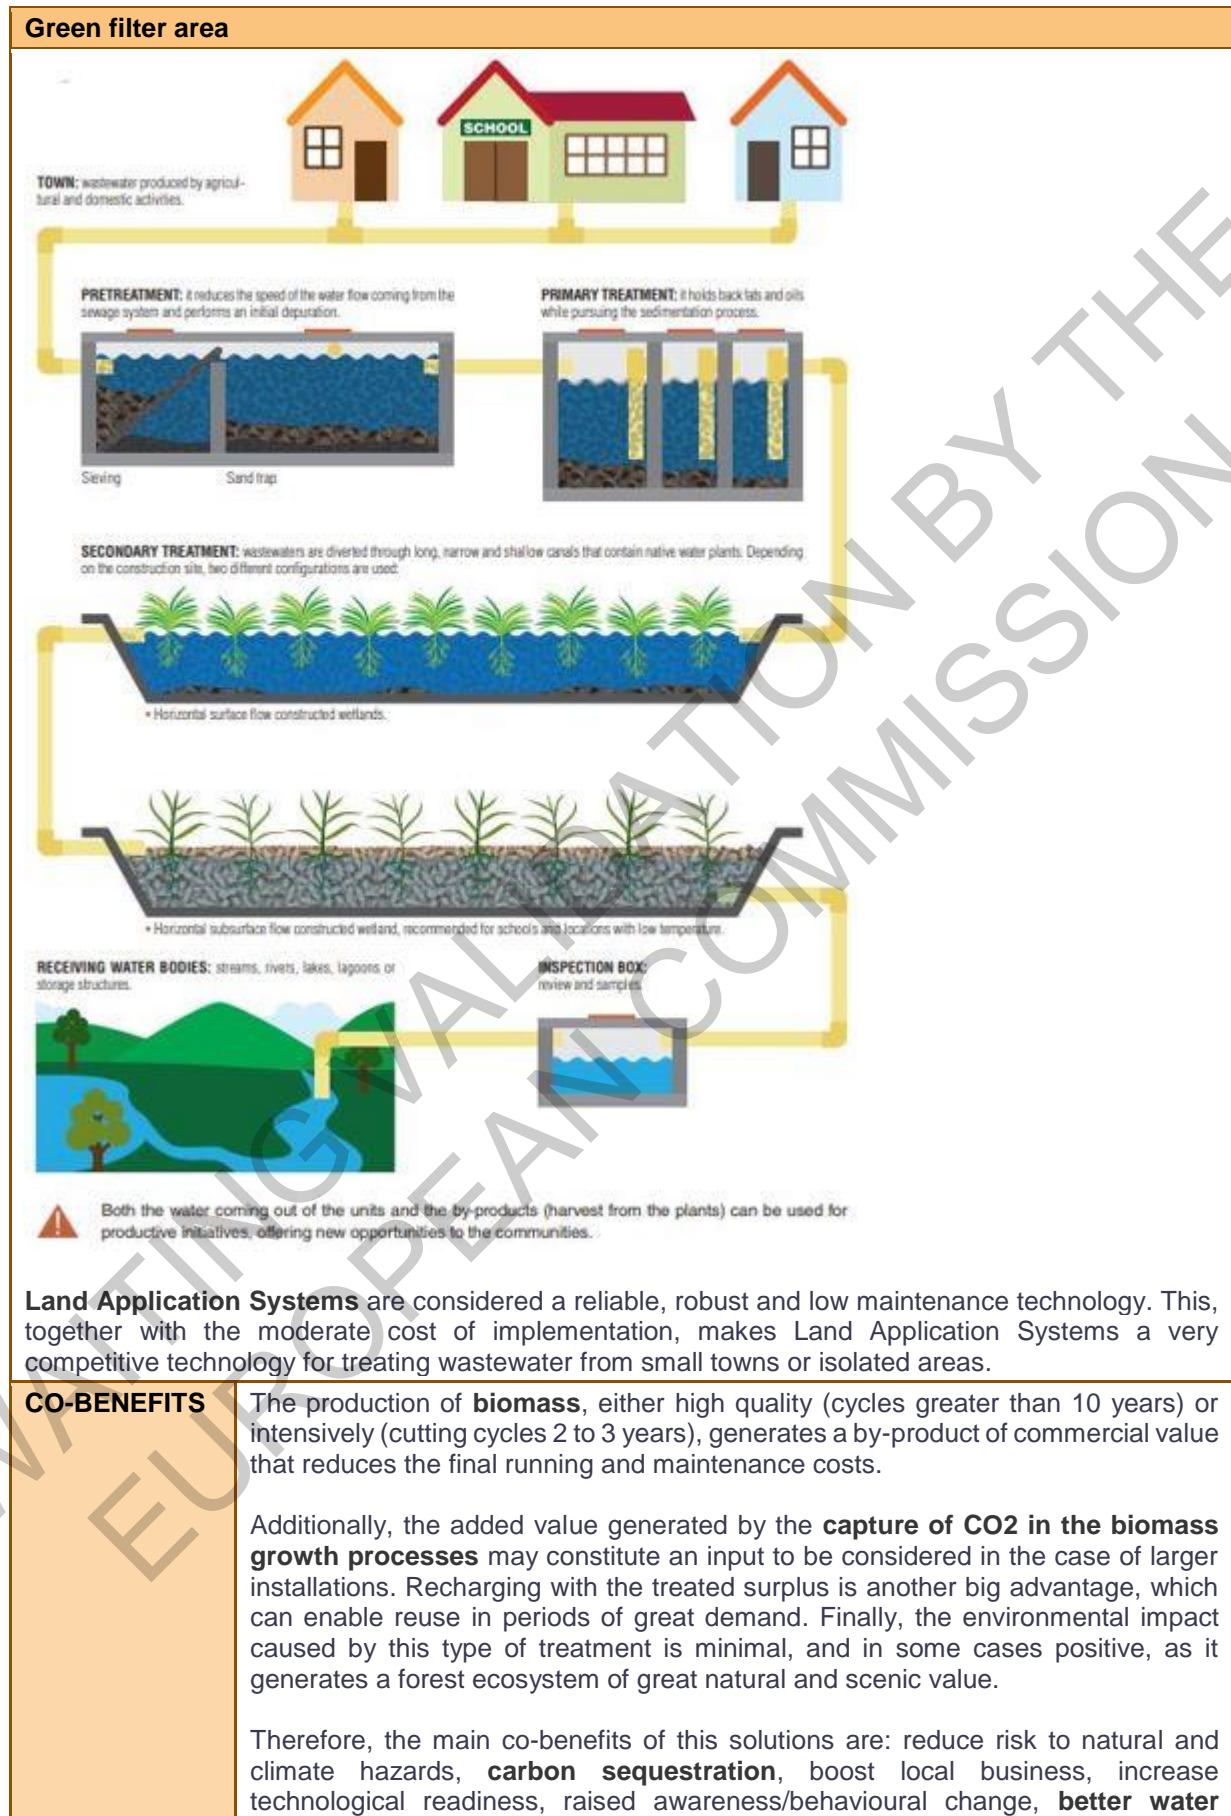 Green filter area
SCHOOL
TOWN: wastewater produced by agricul-
tural and domestic activities.
PRETREATMENT: it reduces the speed of the water flow coming from the
sewage system and performs an initial depuration.
PRIMARY TREATMENT: it holds back fats and oils
while pursuing the sedimentation process.
Sieving
Sand trap
SECONDARY TREATMENT: wastewaters are diverted through long, narrow and shallow canals that contain native water plants. Depending
on the construction site, two different configurations are used:
• Horizontal surface flow constructed wetlands.
• Horizontal subsurface flow constructed wetland, recommended for schools and locations with low temperature.
RECEIVING WATER BODIES: streams, rivers, lakes, lagoons or
storage structures.
INSPECTION BOX:
review and samples.
Both the water coming out of the units and the by-products (harvest from the plants) can be used for
productive initiatives, offering new opportunities to the communities.
Land Application Systems are considered a reliable, robust and low maintenance technology. This,
together with the moderate cost of implementation, makes Land Application Systems a very
competitive technology for treating wastewater from small towns or isolated areas.
CO-BENEFITS
The production of biomass, either high quality (cycles greater than 10 years) or
intensively (cutting cycles 2 to 3 years), generates a by-product of commercial value
that reduces the final running and maintenance costs.
Additionally, the added value generated by the capture of CO2 in the biomass
growth processes may constitute an input to be considered in the case of larger
installations. Recharging with the treated surplus is another big advantage, which
can enable reuse in periods of great demand. Finally, the environmental impact
caused by this type of treatment is minimal, and in some cases positive, as it
generates a forest ecosystem of great natural and scenic value.
Therefore, the main co-benefits of this solutions are: reduce risk to natural and
climate hazards, carbon sequestration, boost local business, increase
technological readiness, raised awareness/behavioural change, better water
WAITING VALIDATION BY THE
EUROPEAN COMMISSION